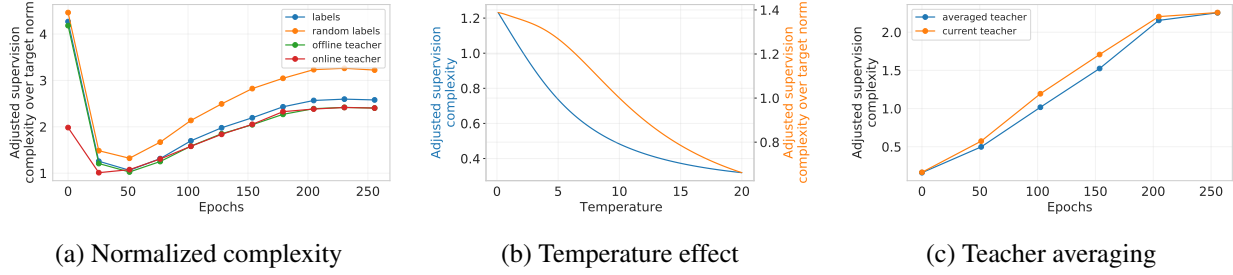 Adjusted supervision
complexity over target norm
4
3
2
1
0
50
100
150
200
250
Epochs
labels
random labels
offline teacher
online teacher
(a) Normalized complexity
Adjusted supervision
complexity
1.2
1.0
0.8
0.6
0.4
0
5
10
15
20
Temperature
1.4
1.2
1.0
0.8
Adjusted supervision
complexity over target norm
(b) Temperature effect
Adjusted supervision
complexity
2.0
1.5
1.0
0.5
0
50
100
150
200
250
Epochs
averaged teacher
current teacher
(c) Teacher averaging